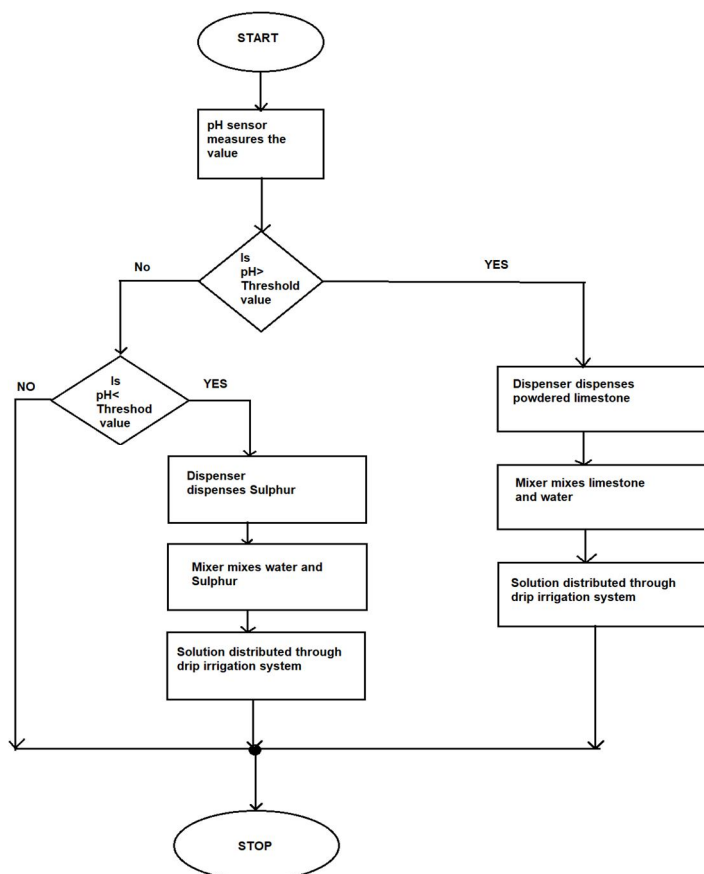 START
pH sensor
measures the
value
Is
pH>
Threshold
value
No
YES
Is
pH<
Threshod
value
NO
YES
Dispenser dispenses
powdered limestone
Mixer mixes limestone
and water
Solution distributed through
drip irrigation system
Dispenser
dispenses Sulphur
Mixer mixes water and
Sulphur
Solution distributed through
drip irrigation system
STOP